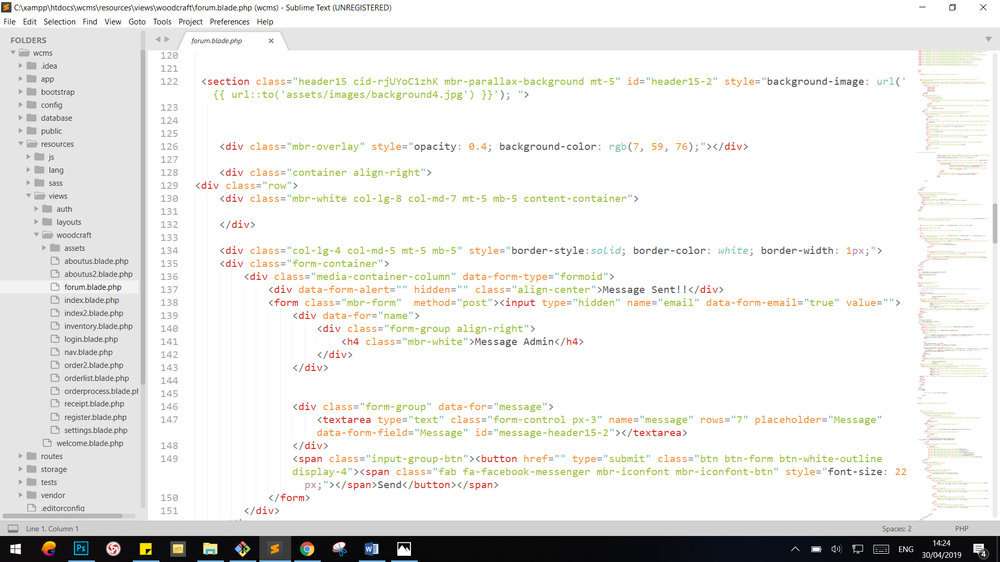 C:\xampp\htdocs\wcms\resources\views\woodcraft\forum.blade.php (wcms) - Sublime Text (UNREGISTERED)
File Edit Selection Find View Goto Tools Project Preferences Help
FOLDERS
wcms
.idea
app
bootstrap
config
database
public
resources
js
lang
sass
views
auth
layouts
woodcraft
assets
aboutus.blade.php
aboutus2.blade.php
forum.blade.php
index.blade.php
index2.blade.php
inventory.blade.php
login.blade.php
nav.blade.php
order2.blade.php
orderlist.blade.php
orderprocess.blade.ph
receipt.blade.php
register.blade.php
settings.blade.php
welcome.blade.php
routes
storage
tests
vendor
.editorconfig
forum.blade.php
120
121
122 <section class="header15 cid-rjUYoC1zhK mbr-parallax-background mt-5" id="header15-2" style="background-image: url('
{{ url::to('assets/images/background4.jpg') }}'); ">
123
124
125
126 <div class="mbr-overlay" style="opacity: 0.4; background-color: rgb(7, 59, 76);"></div>
127
128 <div class="container align-right">
129 <div class="row">
130 <div class="mbr-white col-lg-8 col-md-7 mt-5 mb-5 content-container">
131
132 </div>
133
134 <div class="col-lg-4 col-md-5 mt-5 mb-5" style="border-style:solid; border-color: white; border-width: 1px;">
135 <div class="form-container">
136 <div class="media-container-column" data-form-type="formoid">
137 <div data-form-alert="" hidden="" class="align-center">Message Sent!!</div>
138 <form class="mbr-form"  method="post"><input type="hidden" name="email" data-form-email="true" value="">
139 <div data-for="name">
140 <div class="form-group align-right">
141 <h4 class="mbr-white">Message Admin</h4>
142 </div>
143 </div>
144
145
146 <div class="form-group" data-for="message">
147 <textarea type="text" class="form-control px-3" name="message" rows="7" placeholder="Message"
data-form-field="Message" id="message-header15-2"></textarea>
148 </div>
149 <span class="input-group-btn"><button href="" type="submit" class="btn btn-form btn-white-outline
display-4"><span class="fab fa-facebook-messenger mbr-iconfont mbr-iconfont-btn" style="font-size: 22
px;"></span>Send</button></span>
150 </form>
151 </div>
Line 1, Column 1
Spaces: 2
PHP
Ps
ENG
14:24
30/04/2019
4